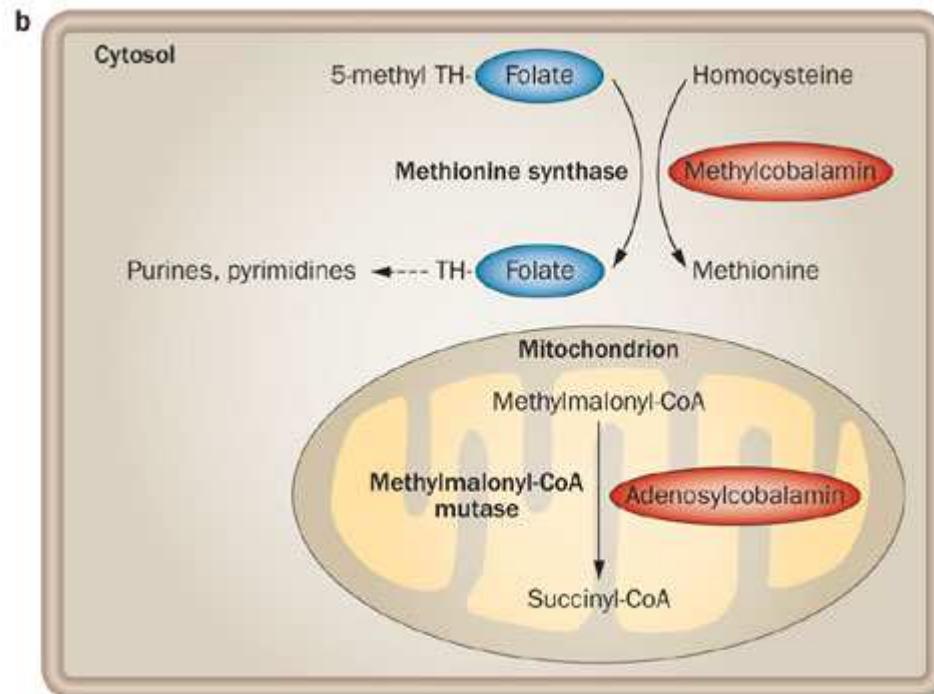 b
Cytosol
5-methyl TH- Folate
Homocysteine
Methionine synthase
Methylcobalamin
Purines, pyrimidines
TH- Folate
Methionine
Mitochondrion
Methylmalonyl-CoA
Methylmalonyl-CoA
mutase
Adenosylcobalamin
Succinyl-CoA